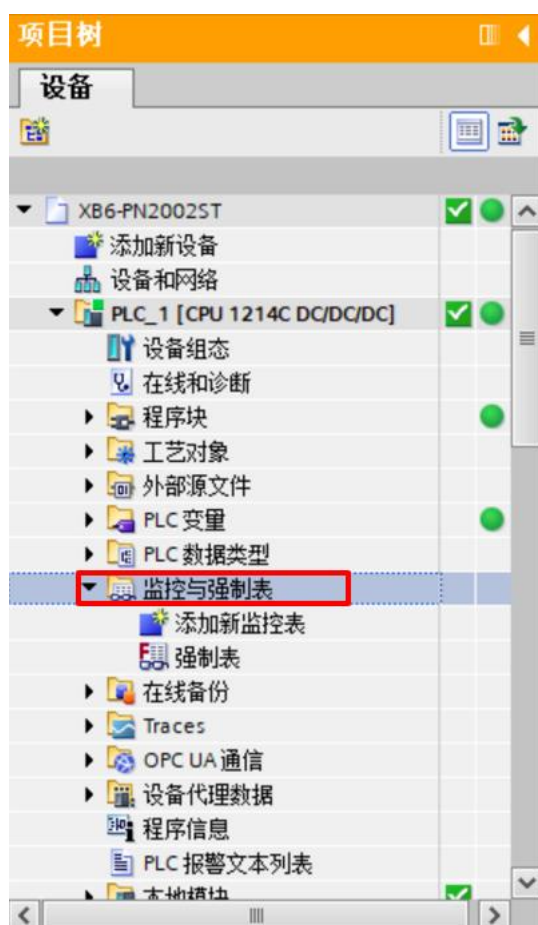 项目树
设备
XB6-PN2002ST
添加新设备
设备和网络
PLC_1 [CPU 1214C DC/DC/DC]
设备组态
在线和诊断
程序块
工艺对象
外部源文件
PLC 变量
PLC 数据类型
监控与强制表
添加新监控表
强制表
在线备份
Traces
OPC UA 通信
设备代理数据
程序信息
PLC 报警文本列表
本地模块